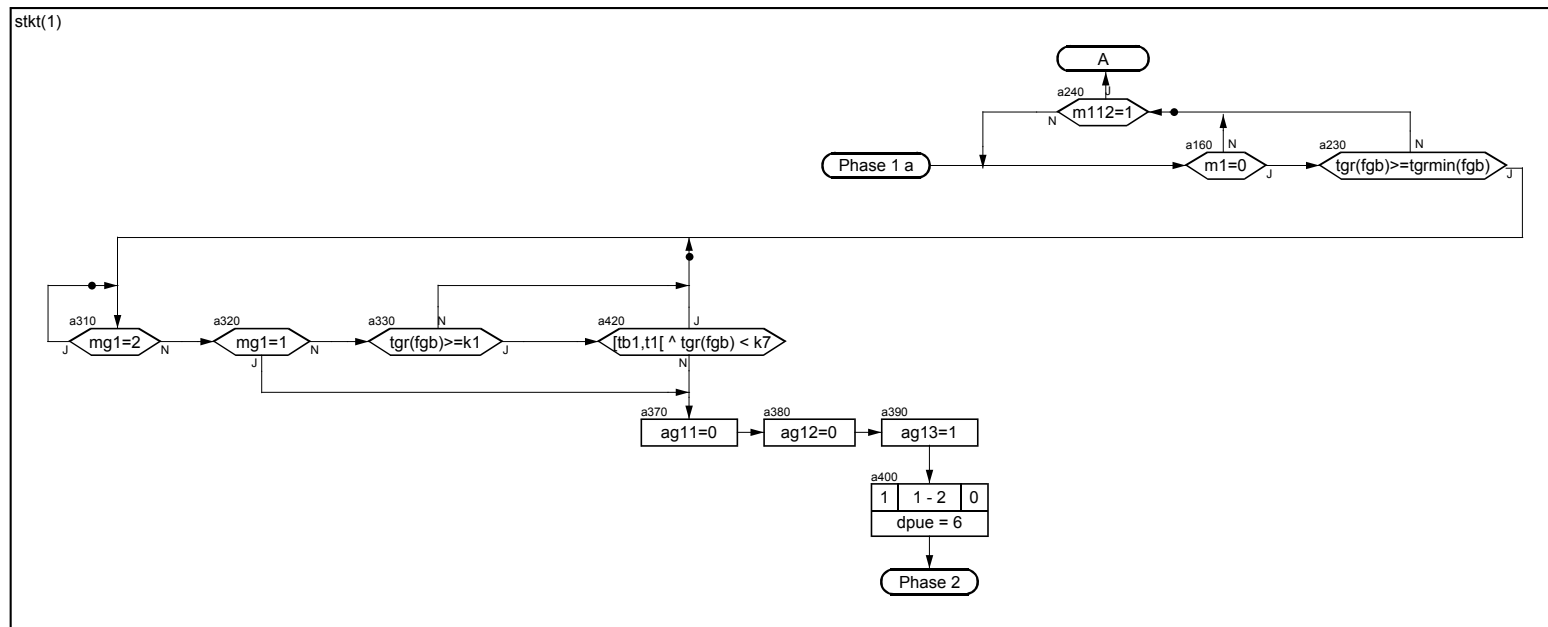 stkt(1)
A
a240
J
m112=1
N
Phase 1 a
a160
N
m1=0
J
a230
N
tgr(fgb)>=tgrmin(fgb)
J
a310
mg1=2
J
N
a320
mg1=1
N
J
a330
N
tgr(fgb)>=k1
J
a420
J
[tb1,t1[ ^ tgr(fgb) < k7
N
a370
ag11=0
a380
ag12=0
a390
ag13=1
a400
1 1 - 2 0
dpue = 6
Phase 2